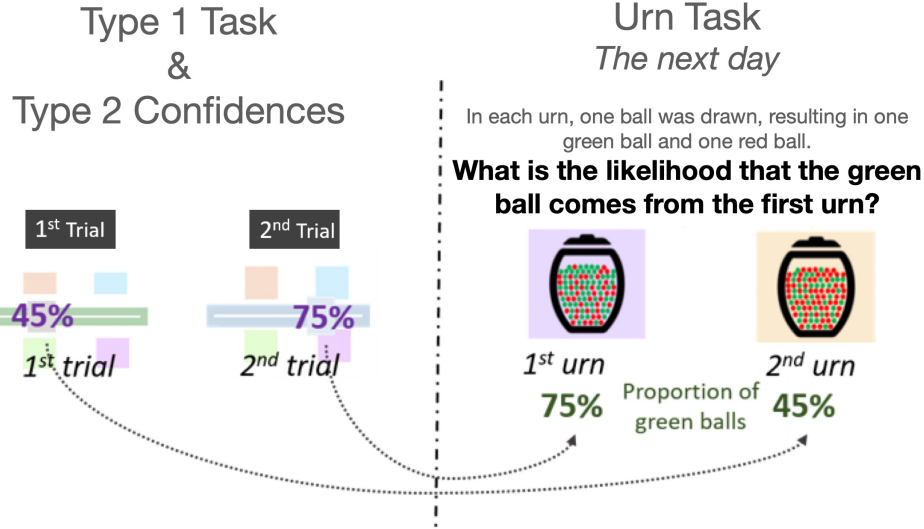 Type 1 Task
&
Type 2 Confidences
1st Trial
2nd Trial
45%
75%
1st trial
2nd trial
Urn Task
The next day
In each urn, one ball was drawn, resulting in one
green ball and one red ball.
What is the likelihood that the green
ball comes from the first urn?
1st urn
2nd urn
75%
Proportion of
green balls
45%